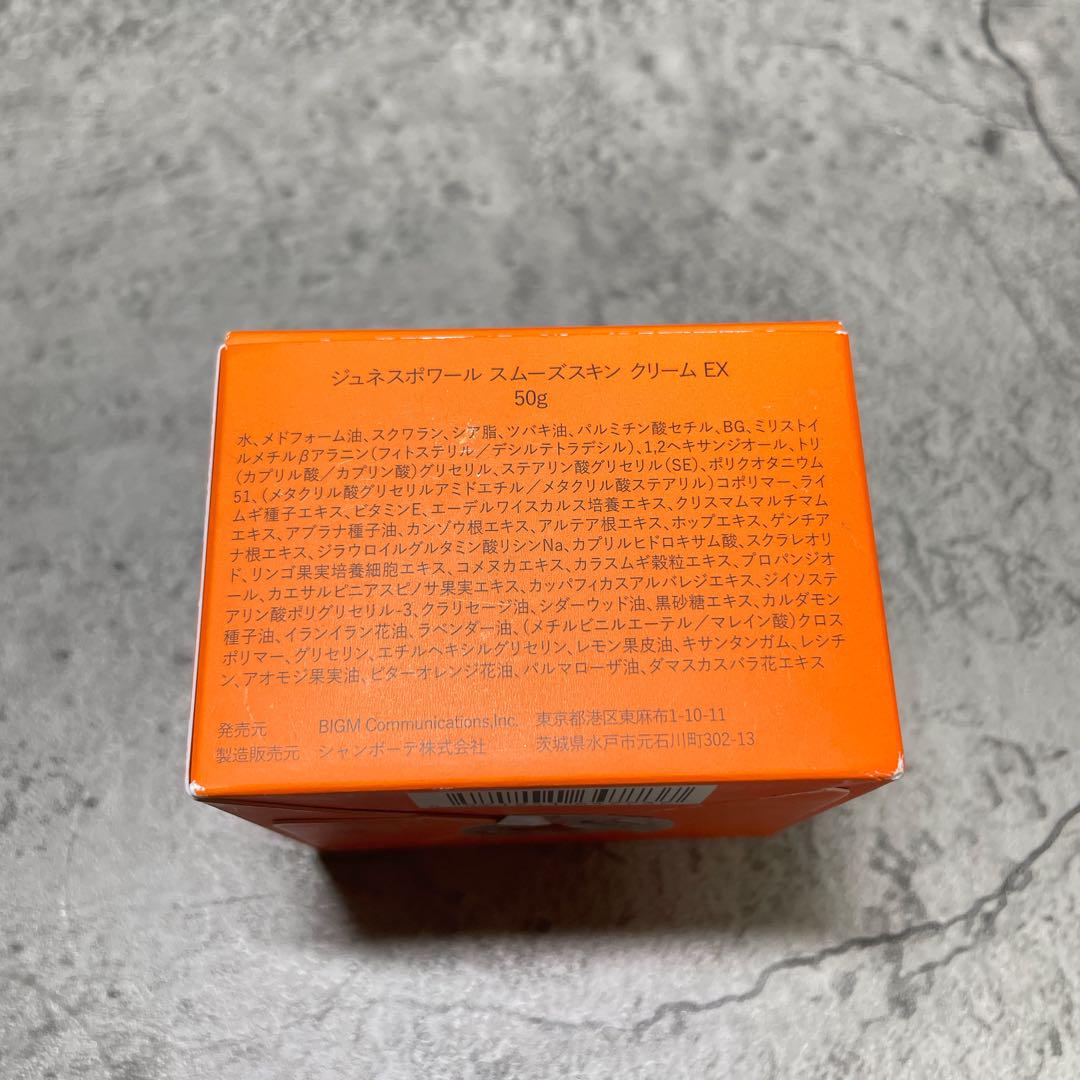 ジュネスポワール スムーズスキン クリーム EX
50g
水、メドフォーム油、スクワラン、シア脂、ツバキ油、パルミチン酸セチル、BG、ミリストイ
ルメチルβアラニン(フィトステリル/デシルテトラデシル)、1,2ヘキサンジオール、トリ
(カプリル酸/カプリン酸)グリセリル、ステアリン酸グリセリル(SE)、ポリクオタニウム
51、(メタクリル酸グリセリルアミドエチル/メタクリル酸ステアリル)コポリマー、ライ
ムギ種子エキス、ビタミンE、エーデルワイスカルス培養エキス、クリスマムマルチマム
エキス、アブラナ種子油、カンゾウ根エキス、アルテア根エキス、ホップエキス、ゲンチア
ナ根エキス、ジラウロイルグルタミン酸リシンNa、カプリルヒドロキサム酸、スクラレオリ
ド、リンゴ果実培養細胞エキス、コメヌカエキス、カラスムギ穀粒エキス、プロパンジオ
ール、カエサルピニアスピノサ果実エキス、カッパフィカスアルバレジエキス、ジイソステ
アリン酸ポリグリセリル-3、クラリセージ油、シダーウッド油、黒砂糖エキス、カルダモン
種子油、イランイラン花油、ラベンダー油、(メチルビニルエーテル/マレイン酸)クロス
ポリマー、グリセリン、エチルヘキシルグリセリン、レモン果皮油、キサンタンガム、レシチ
ン、アオモジ果実油、ビターオレンジ花油、パルマローザ油、ダマスカスバラ花エキス
発売元 BIGM Communications,Inc. 東京都港区東麻布1-10-11
製造販売元 シャンボーテ株式会社 茨城県水戸市元石川町302-13